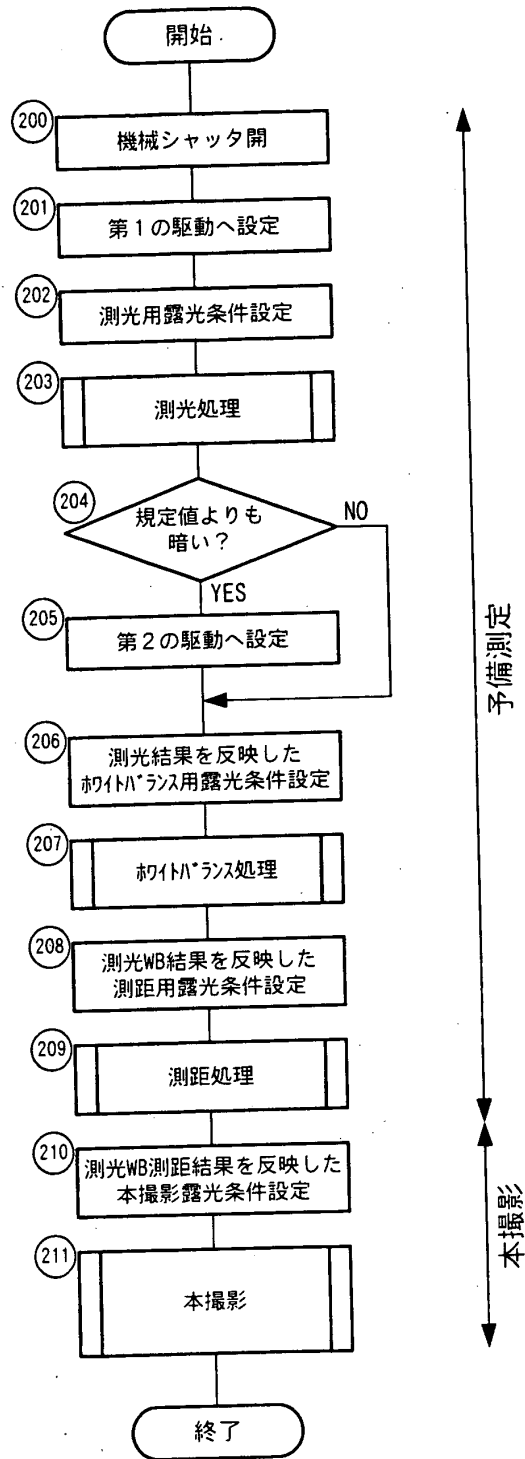 開始
200
機械シャッタ開
201
第1の駆動へ設定
202
測光用露光条件設定
203
測光処理
204
規定値よりも
暗い?
NO
YES
205
第2の駆動へ設定
206
測光結果を反映した
ﾎﾜｲﾄﾊﾞﾗﾝｽ用露光条件設定
207
ﾎﾜｲﾄﾊﾞﾗﾝｽ処理
208
測光WB結果を反映した
測距用露光条件設定
209
測距処理
予備測定
210
測光WB測距結果を反映した
本撮影露光条件設定
211
本撮影
本撮影
終了